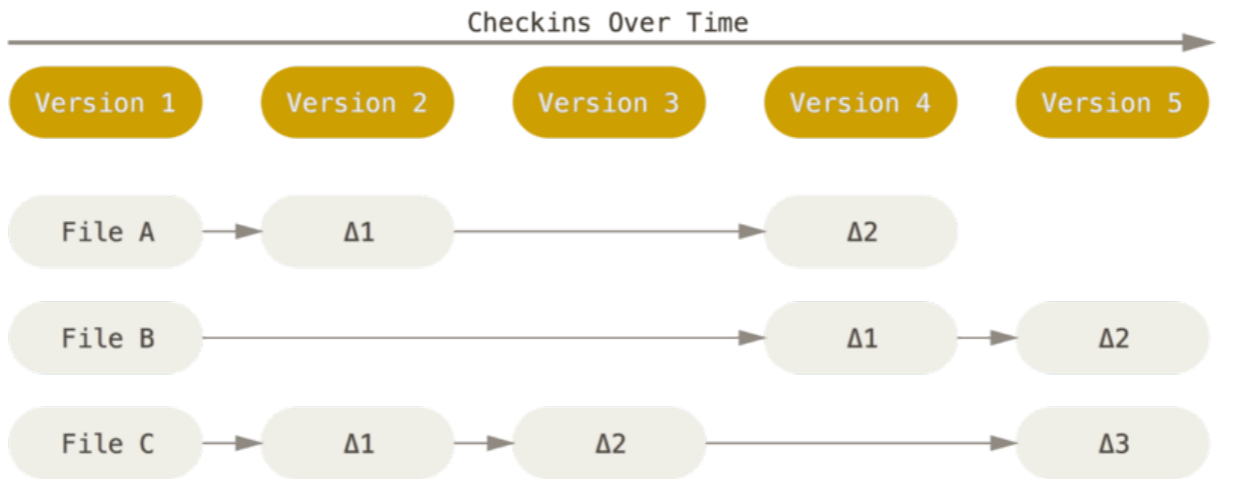 Checkins Over Time
Version 1 Version 2 Version 3 Version 4 Version 5
File A Δ1 Δ2
File B Δ1 Δ2
File C Δ1 Δ2 Δ3